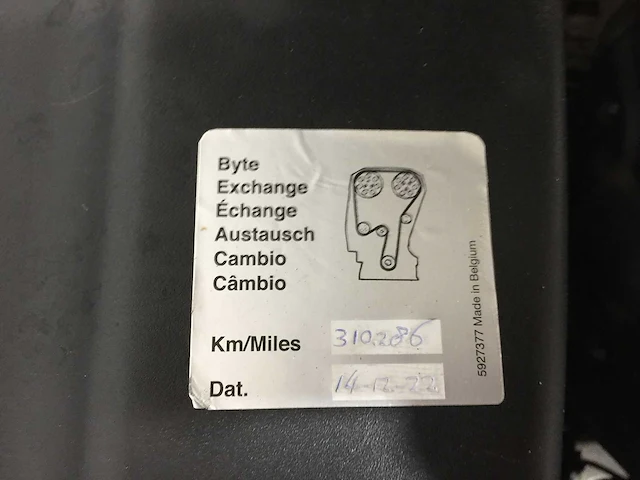 Byte
Exchange
Échange
Austausch
Cambio
Câmbio
Km/Miles 310.286
Dat. 14-12-22
5927377 Made in Belgium